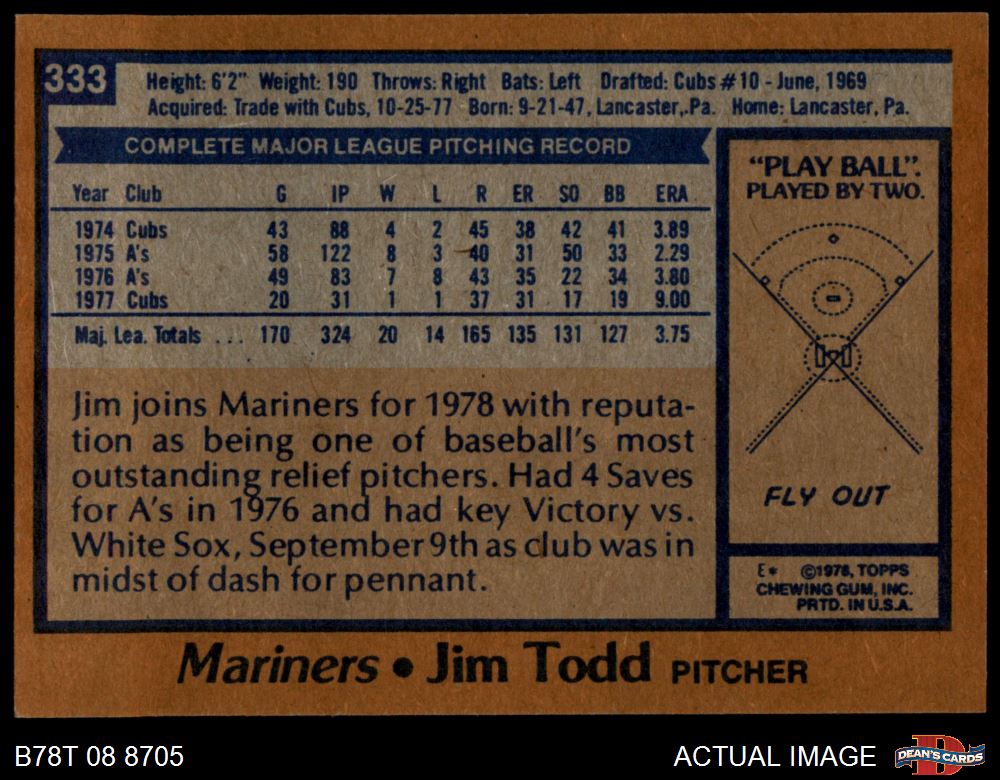 333
Height: 6'2" Weight: 190 Throws: Right Bats: Left Drafted: Cubs #10 - June, 1969
Acquired: Trade with Cubs, 10-25-77 Born: 9-21-47, Lancaster, Pa. Home: Lancaster, Pa.
COMPLETE MAJOR LEAGUE PITCHING RECORD
Year Club G IP W L R ER SO BB ERA
1974 Cubs 43 88 4 2 45 38 42 41 3.89
1975 A's 58 122 8 3 40 31 50 33 2.29
1976 A's 49 83 7 8 43 35 22 34 3.80
1977 Cubs 20 31 1 1 37 31 17 19 9.00
Maj. Lea. Totals ... 170 324 20 14 165 135 131 127 3.75
Jim joins Mariners for 1978 with reputa-
tion as being one of baseball's most
outstanding relief pitchers. Had 4 Saves
for A's in 1976 and had key Victory vs.
White Sox, September 9th as club was in
midst of dash for pennant.
"PLAY BALL".
PLAYED BY TWO.
FLY OUT
E* ©1978, TOPPS
CHEWING GUM, INC.
PRTD. IN U.S.A.
Mariners • Jim Todd PITCHER
B78T 08 8705
ACTUAL IMAGE
D
DEAN'S CARDS